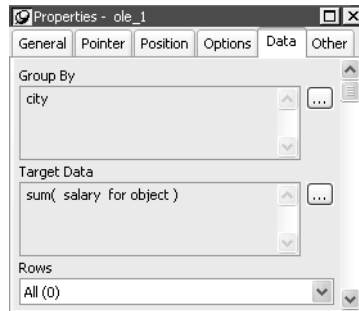 Properties - ole_1
General Pointer Position Options Data Other
Group By
city
...
Target Data
sum( salary for object )
...
Rows
All (0)